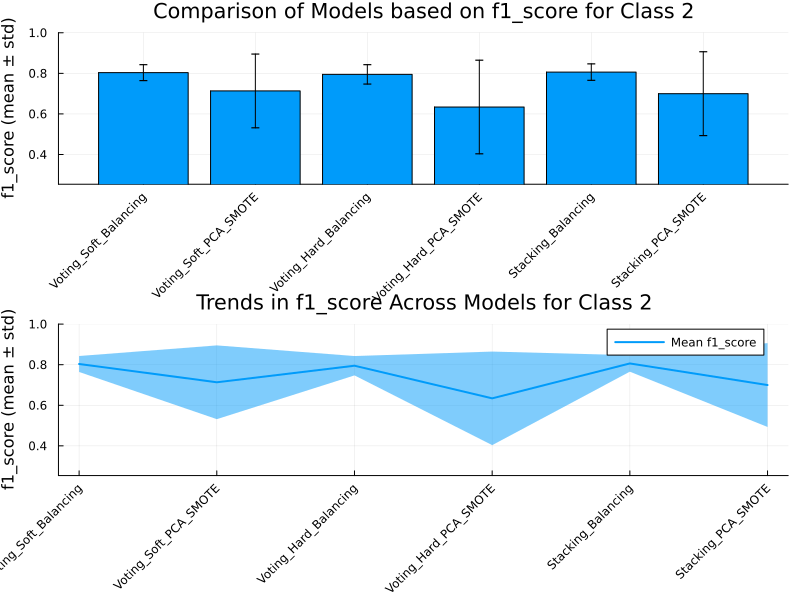 Comparison of Models based on f1_score for Class 2
f1_score (mean ± std)
1.0
0.8
0.6
0.4
Voting_Soft_Balancing
Voting_Soft_PCA_SMOTE
Voting_Hard_Balancing
Voting_Hard_PCA_SMOTE
Stacking_Balancing
Stacking_PCA_SMOTE
Trends in f1_score Across Models for Class 2
f1_score (mean ± std)
1.0
0.8
0.6
0.4
Mean f1_score
ing_Soft_Balancing
Voting_Soft_PCA_SMOTE
Voting_Hard_Balancing
Voting_Hard_PCA_SMOTE
Stacking_Balancing
Stacking_PCA_SMOTE